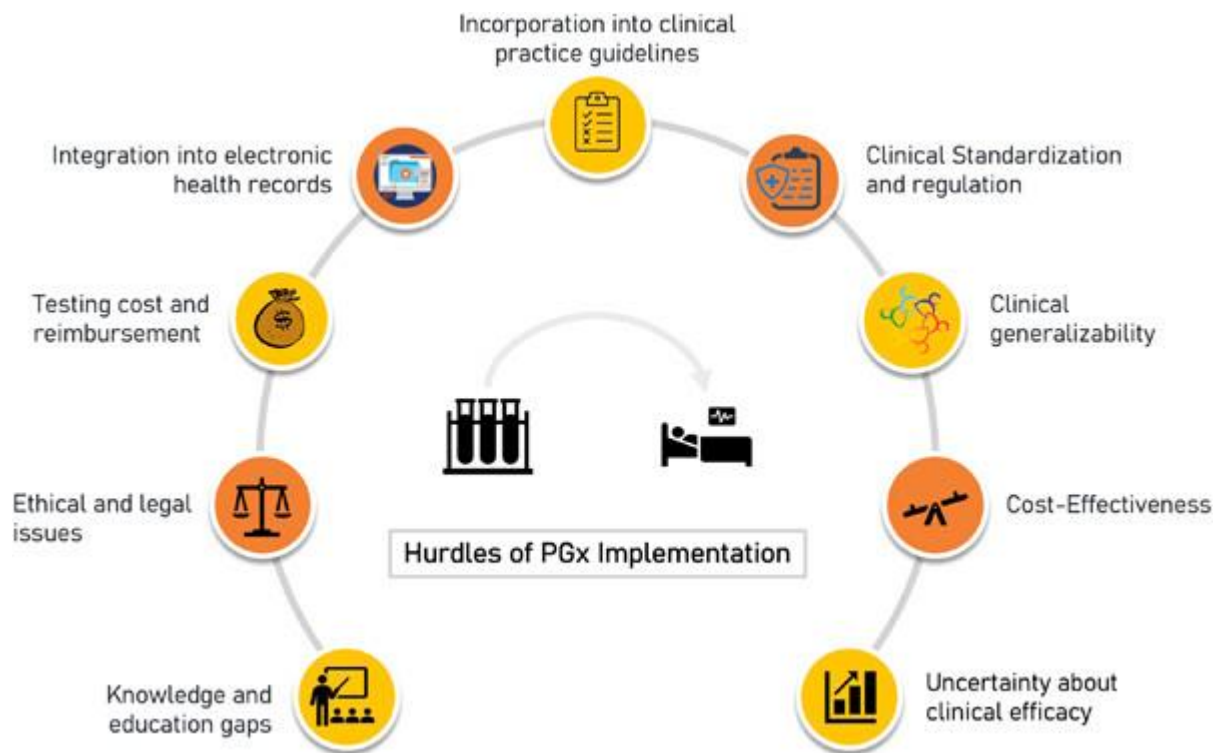 Incorporation into clinical
practice guidelines
Integration into electronic
health records
Clinical Standardization
and regulation
Testing cost and
reimbursement
$
Clinical
generalizability
Ethical and legal
issues
Cost-Effectiveness
Hurdles of PGx Implementation
Knowledge and
education gaps
Uncertainty about
clinical efficacy